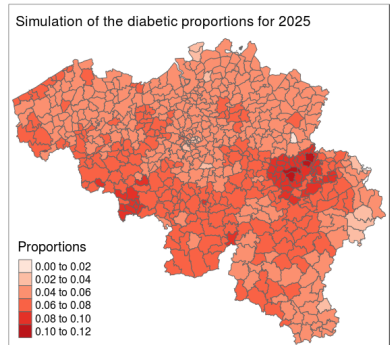 Simulation of the diabetic proportions for 2025
Proportions
0.00 to 0.02
0.02 to 0.04
0.04 to 0.06
0.06 to 0.08
0.08 to 0.10
0.10 to 0.12